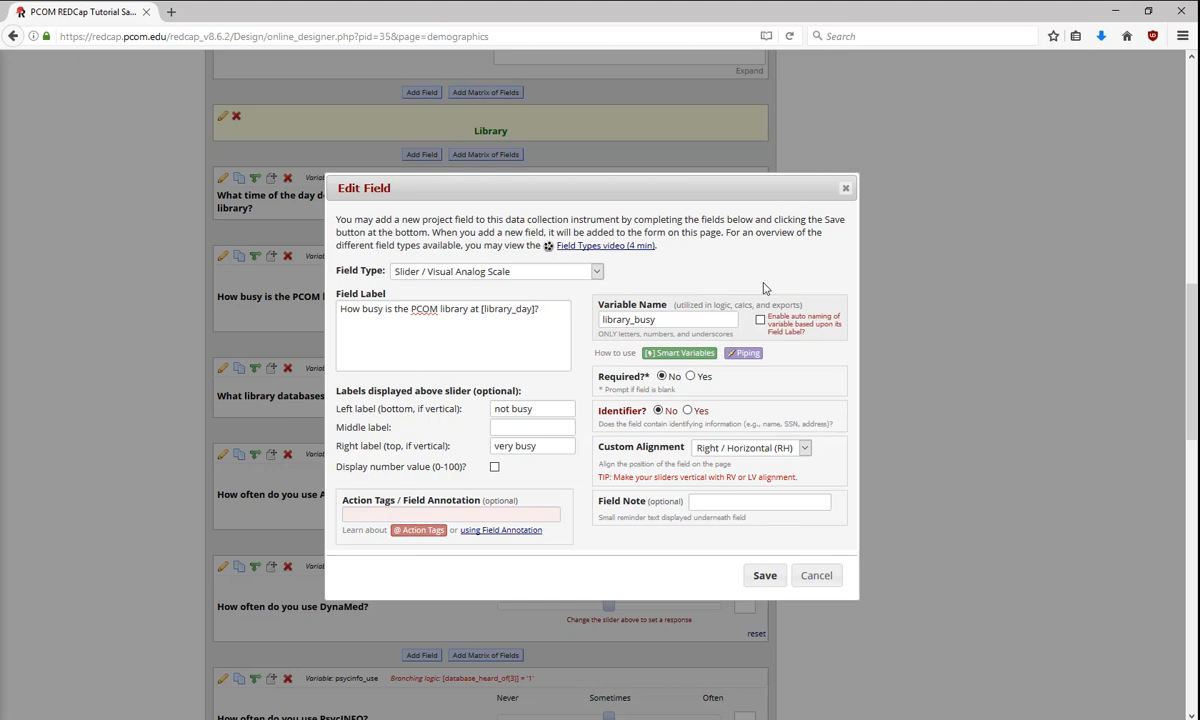 PCOM REDCap Tutorial Sa...
https://redcap.pcom.edu/redcap_v8.6.2/Design/online_designer.php?pid=35&page=demographics
Search
Expand
Add Field Add Matrix of Fields
Library
Add Field Add Matrix of Fields
Varia
What time of the day d
library?
Variab
How busy is the PCOM l
Variab
What library databases
Variab
How often do you use A
Variab
How often do you use DynaMed?
Change the slider above to set a response
reset
Add Field Add Matrix of Fields
Variable: psycinfo_use Branching logic: [database_heard_of(3)] = '1'
Never Sometimes Often
How often do you use PsycINFO?
Edit Field
You may add a new project field to this data collection instrument by completing the fields below and clicking the Save
button at the bottom. When you add a new field, it will be added to the form on this page. For an overview of the
different field types available, you may view the Field Types video (4 min).
Field Type: Slider / Visual Analog Scale
Field Label
How busy is the PCOM library at [library_day]?
Labels displayed above slider (optional):
Left label (bottom, if vertical): not busy
Middle label:
Right label (top, if vertical): very busy
Display number value (0-100)?
Action Tags / Field Annotation (optional)
Learn about @ Action Tags or using Field Annotation
Variable Name (utilized in logic, calcs, and exports)
library_busy
ONLY letters, numbers, and underscores
Enable auto naming of
variable based upon its
Field Label?
How to use Smart Variables Piping
Required?* No Yes
* Prompt if field is blank
Identifier? No Yes
Does the field contain identifying information (e.g., name, SSN, address)?
Custom Alignment Right / Horizontal (RH)
Align the position of the field on the page
TIP: Make your sliders vertical with RV or LV alignment.
Field Note (optional)
Small reminder text displayed underneath field
Save Cancel